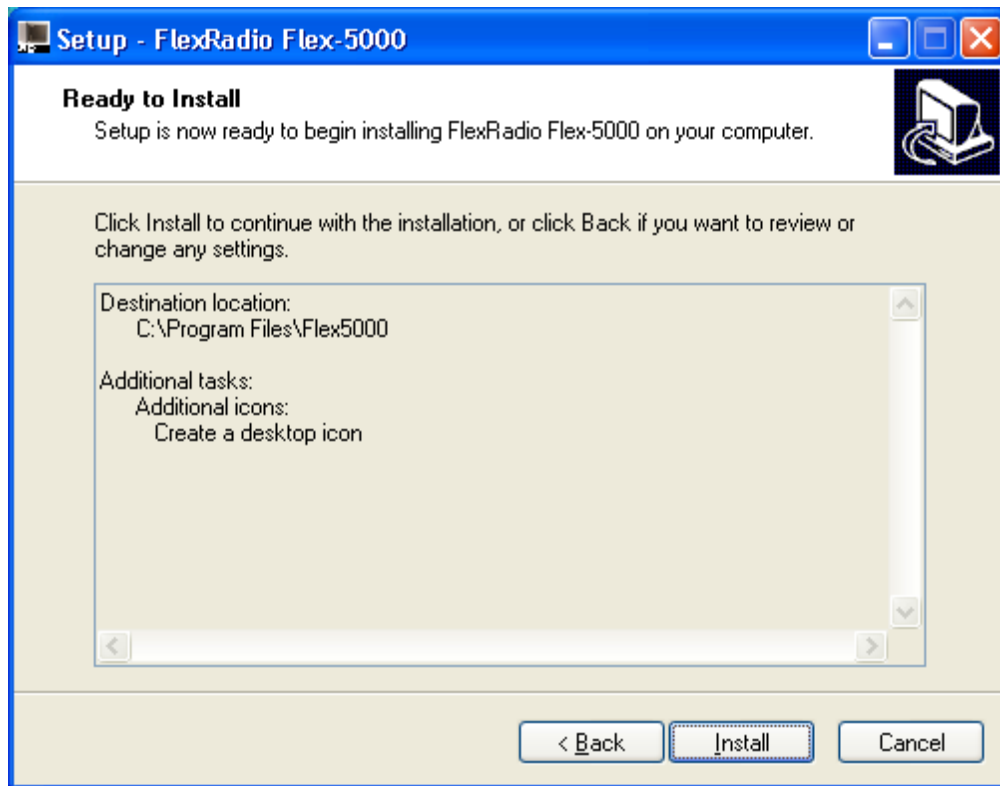 Setup - FlexRadio Flex-5000
Ready to Install
Setup is now ready to begin installing FlexRadio Flex-5000 on your computer.
Click Install to continue with the installation, or click Back if you want to review or
change any settings.
Destination location:
C:\Program Files\Flex5000
Additional tasks:
Additional icons:
Create a desktop icon
< Back
Install
Cancel